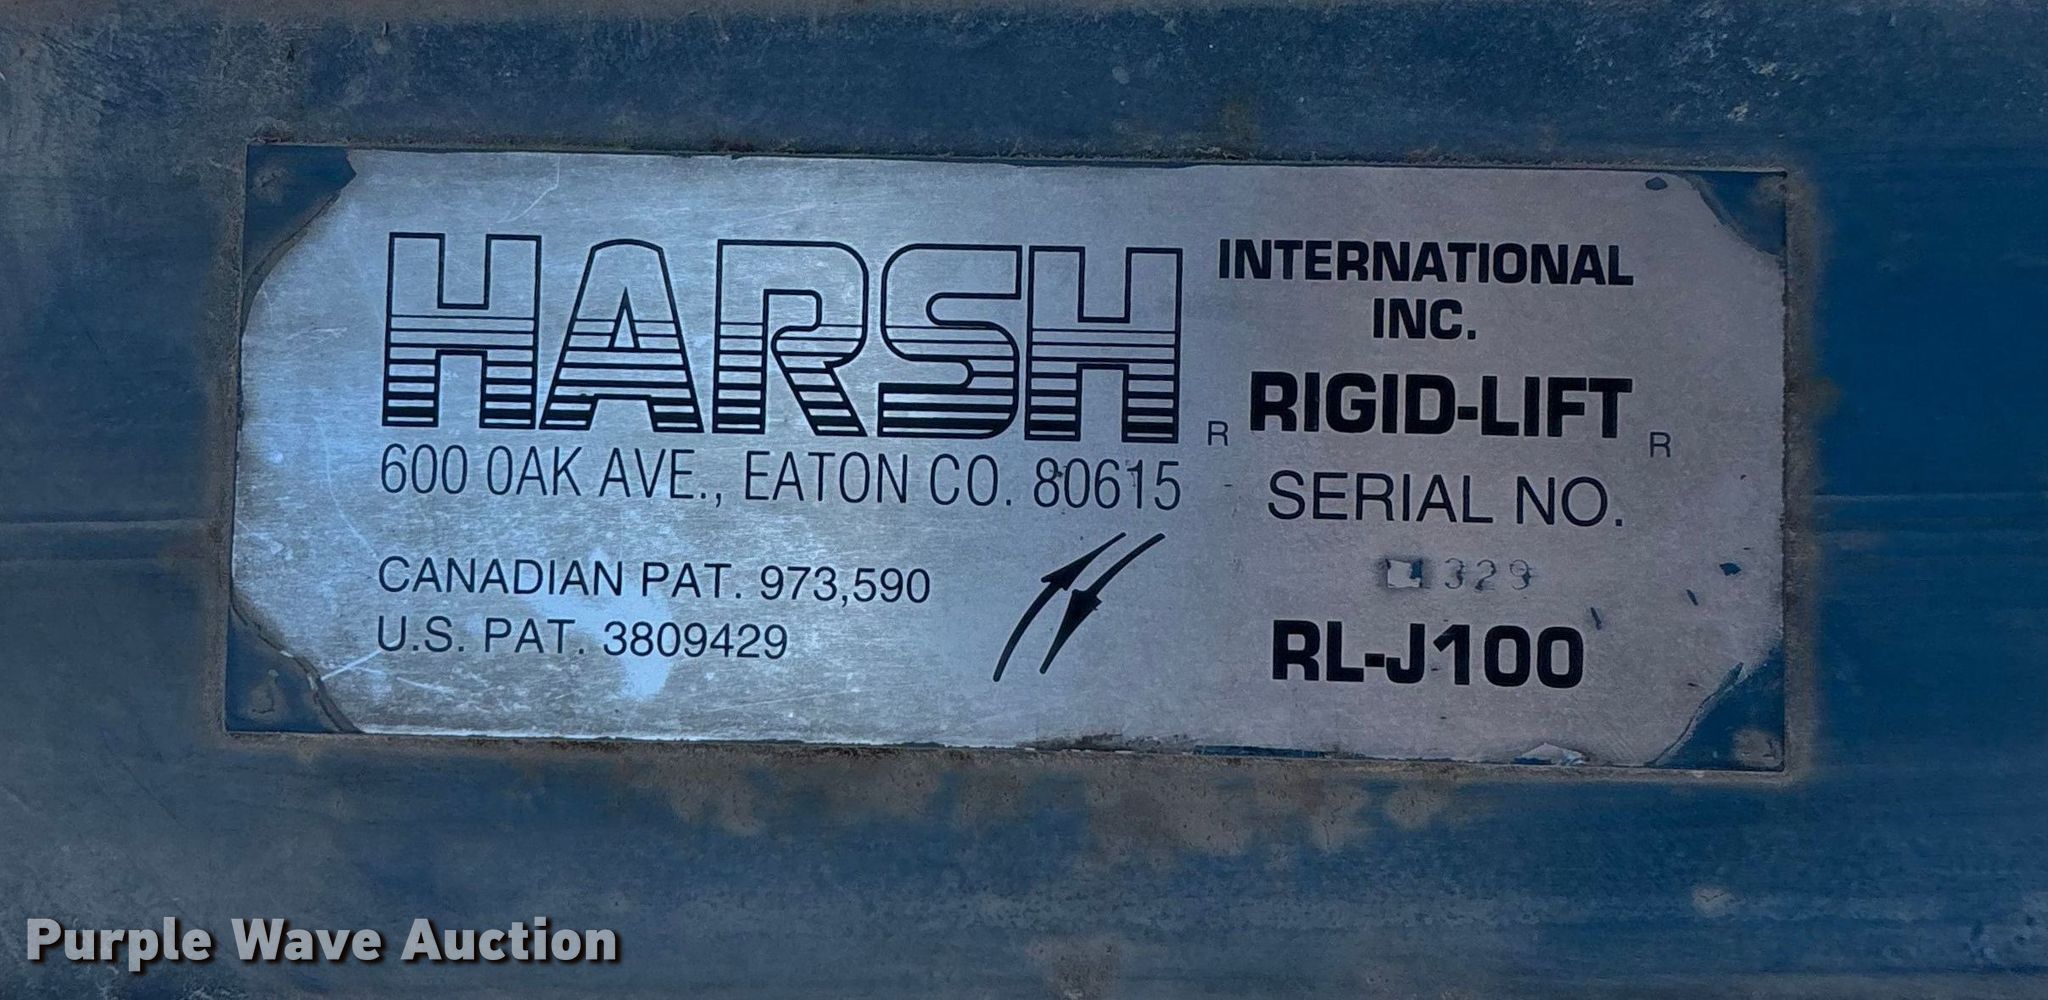 HARSH R
600 OAK AVE., EATON CO. 80615
CANADIAN PAT. 973,590
U.S. PAT. 3809429
INTERNATIONAL
INC.
RIGID-LIFT R
SERIAL NO.
RL-J100
Purple Wave Auction